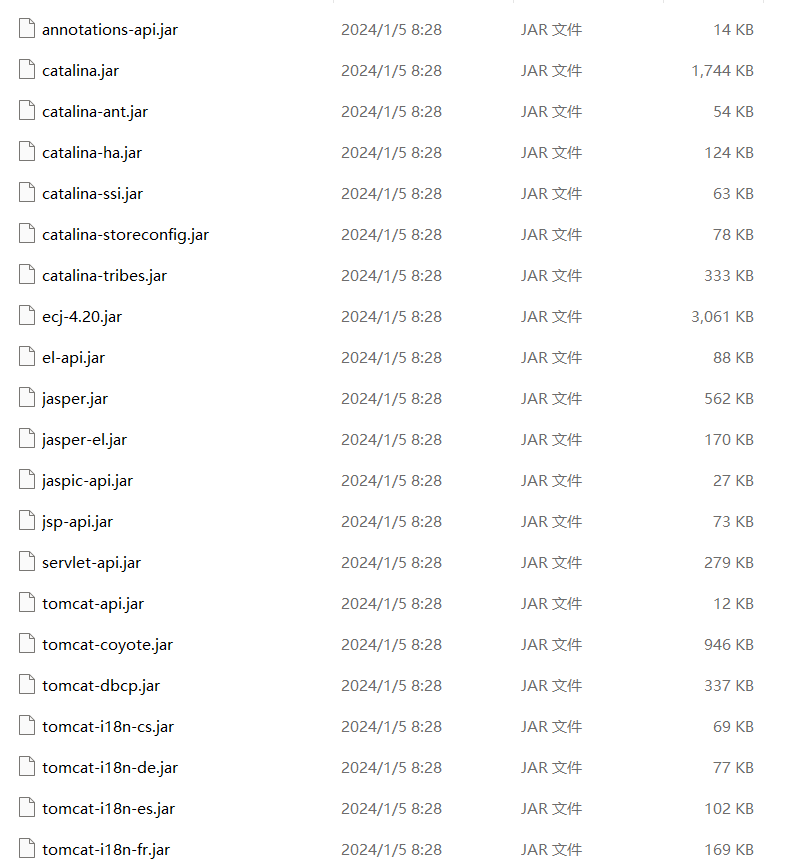 annotations-api.jar 2024/1/5 8:28 JAR 文件 14 KB
catalina.jar 2024/1/5 8:28 JAR 文件 1,744 KB
catalina-ant.jar 2024/1/5 8:28 JAR 文件 54 KB
catalina-ha.jar 2024/1/5 8:28 JAR 文件 124 KB
catalina-ssi.jar 2024/1/5 8:28 JAR 文件 63 KB
catalina-storeconfig.jar 2024/1/5 8:28 JAR 文件 78 KB
catalina-tribes.jar 2024/1/5 8:28 JAR 文件 333 KB
ecj-4.20.jar 2024/1/5 8:28 JAR 文件 3,061 KB
el-api.jar 2024/1/5 8:28 JAR 文件 88 KB
jasper.jar 2024/1/5 8:28 JAR 文件 562 KB
jasper-el.jar 2024/1/5 8:28 JAR 文件 170 KB
jaspic-api.jar 2024/1/5 8:28 JAR 文件 27 KB
jsp-api.jar 2024/1/5 8:28 JAR 文件 73 KB
servlet-api.jar 2024/1/5 8:28 JAR 文件 279 KB
tomcat-api.jar 2024/1/5 8:28 JAR 文件 12 KB
tomcat-coyote.jar 2024/1/5 8:28 JAR 文件 946 KB
tomcat-dbcp.jar 2024/1/5 8:28 JAR 文件 337 KB
tomcat-i18n-cs.jar 2024/1/5 8:28 JAR 文件 69 KB
tomcat-i18n-de.jar 2024/1/5 8:28 JAR 文件 77 KB
tomcat-i18n-es.jar 2024/1/5 8:28 JAR 文件 102 KB
tomcat-i18n-fr.jar 2024/1/5 8:28 JAR 文件 169 KB